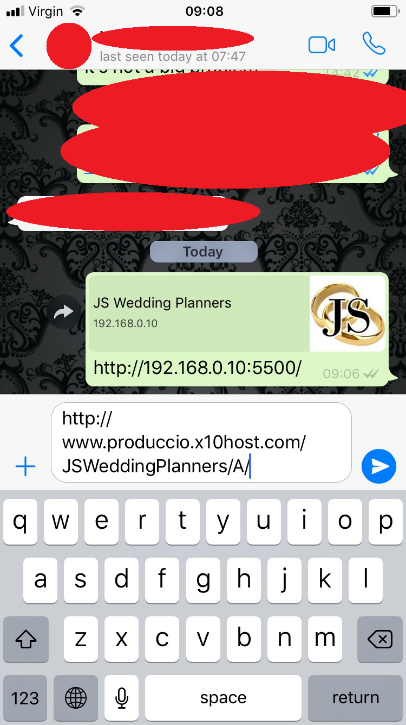 Virgin
09:08
last seen today at 07:47
it's not a big problem
14:42
Today
JS Wedding Planners
192.168.0.10
JS
http://192.168.0.10:5500/
09:06
http://
www.produccio.x10host.com/
JSWeddingPlanners/A/
q w e r t y u i o p
a s d f g h j k l
z x c v b n m
123
space
return